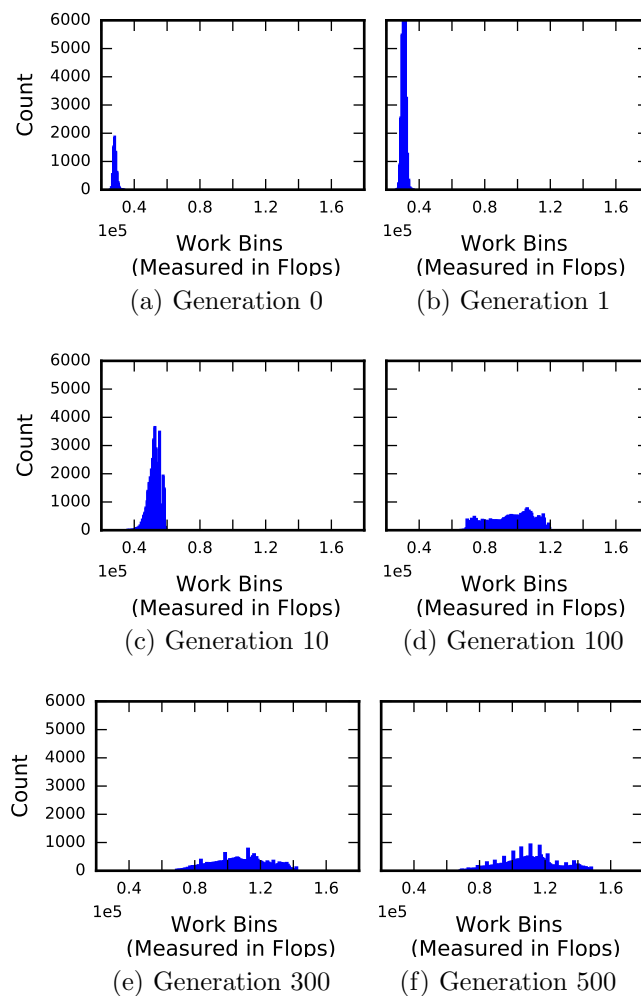 6000
5000
4000
3000
2000
1000
0
Count
0.4 0.8 1.2 1.6
1e5
Work Bins
(Measured in Flops)
(a) Generation 0
0.4 0.8 1.2 1.6
1e5
Work Bins
(Measured in Flops)
(b) Generation 1
6000
5000
4000
3000
2000
1000
0
Count
0.4 0.8 1.2 1.6
1e5
Work Bins
(Measured in Flops)
(c) Generation 10
0.4 0.8 1.2 1.6
1e5
Work Bins
(Measured in Flops)
(d) Generation 100
6000
5000
4000
3000
2000
1000
0
Count
0.4 0.8 1.2 1.6
1e5
Work Bins
(Measured in Flops)
(e) Generation 300
0.4 0.8 1.2 1.6
1e5
Work Bins
(Measured in Flops)
(f) Generation 500